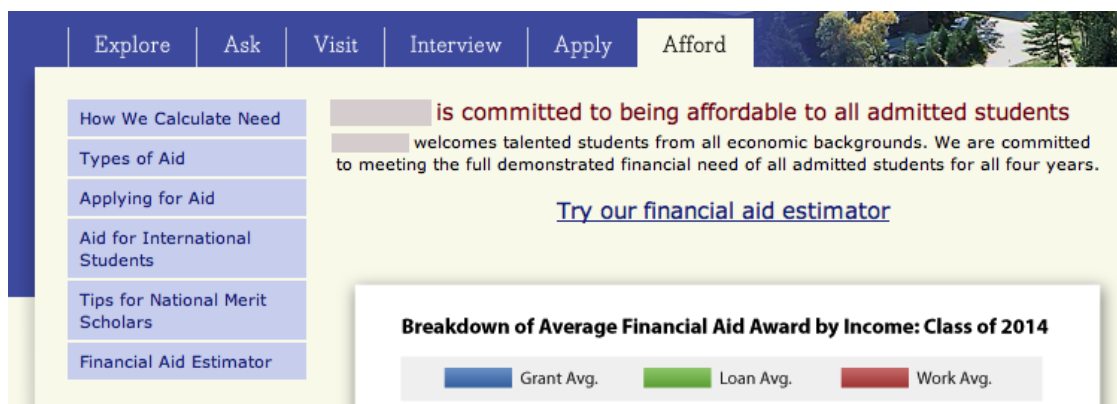 Explore Ask Visit Interview Apply Afford
How We Calculate Need
Types of Aid
Applying for Aid
Aid for International
Students
Tips for National Merit
Scholars
Financial Aid Estimator
is committed to being affordable to all admitted students
welcomes talented students from all economic backgrounds. We are committed
to meeting the full demonstrated financial need of all admitted students for all four years.
Try our financial aid estimator
Breakdown of Average Financial Aid Award by Income: Class of 2014
Grant Avg. Loan Avg. Work Avg.